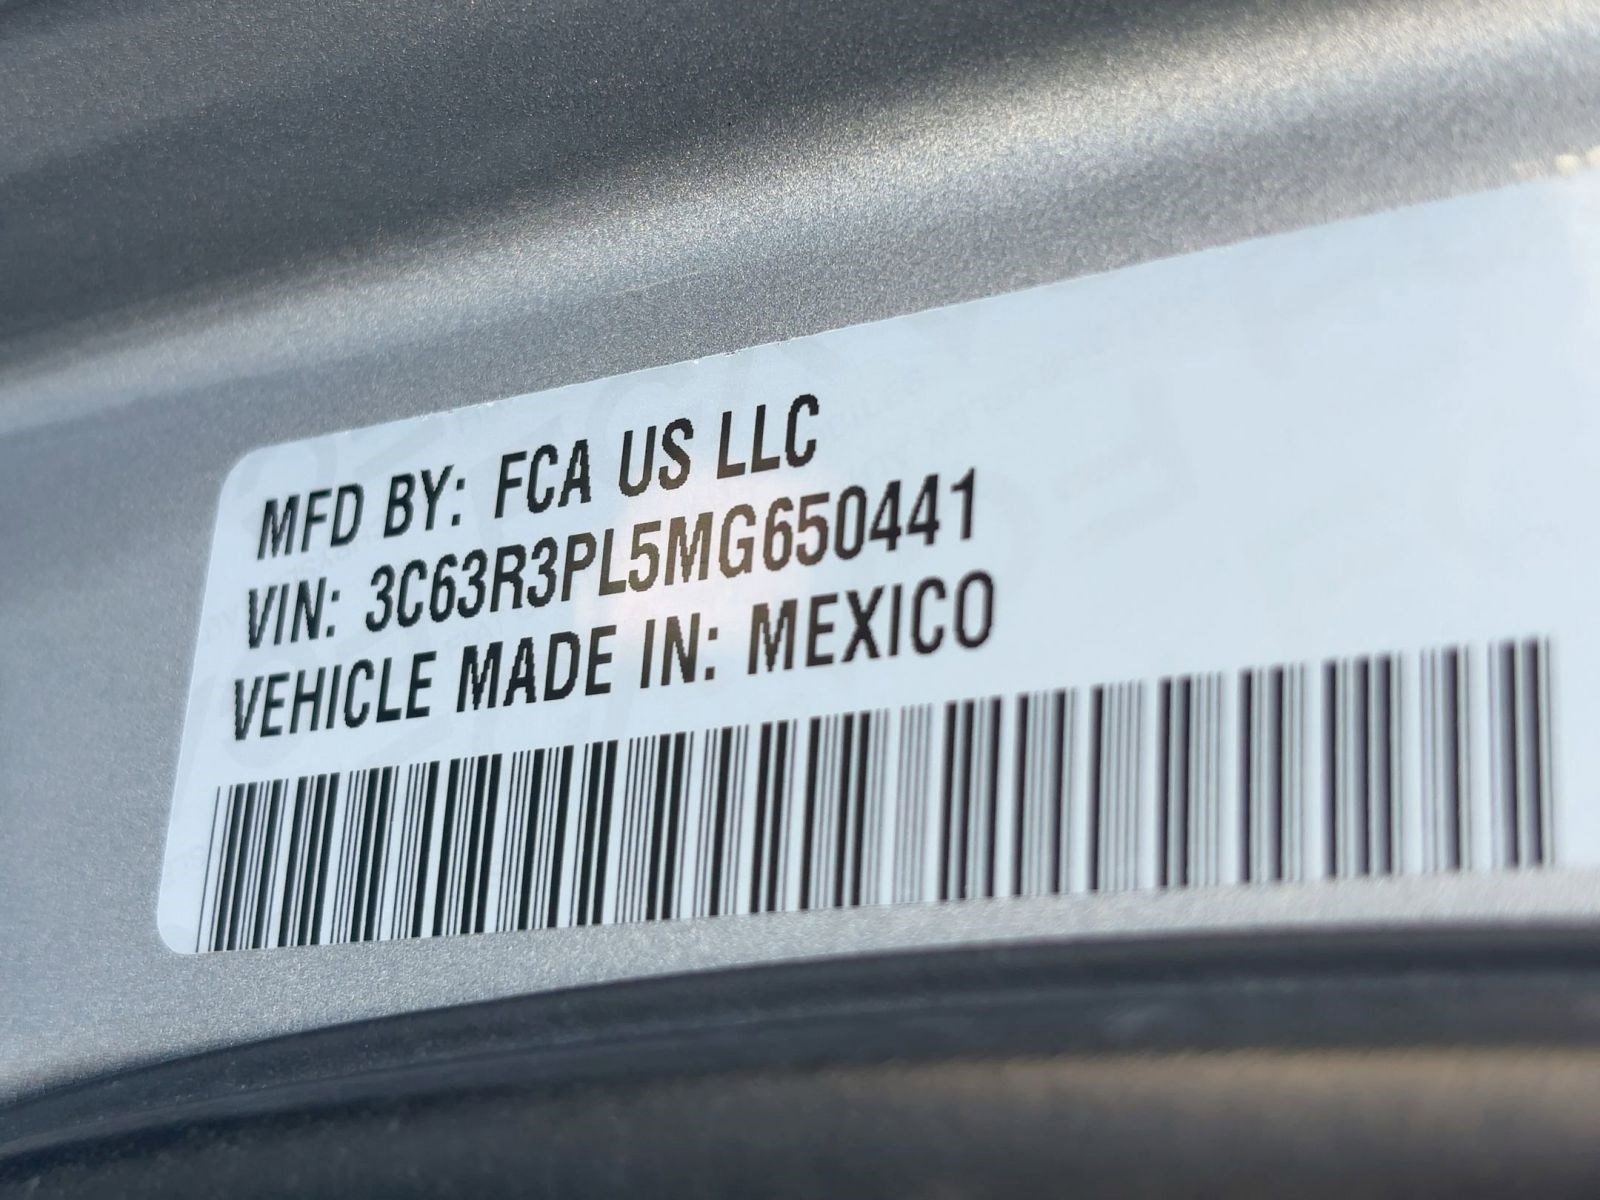 MFD BY: FCA US LLC
VIN: 3C63R3PL5MG650441
VEHICLE MADE IN: MEXICO